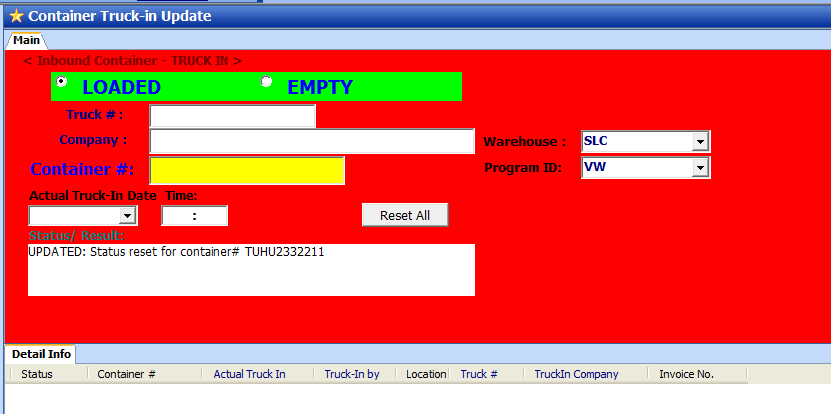 Container Truck-in Update
Main
< Inbound Container - TRUCK IN >
LOADED EMPTY
Truck # :
Company :
Warehouse : SLC
Container #:
Program ID: VW
Actual Truck-In Date Time:
:
Reset All
Status/ Result:
UPDATED: Status reset for container# TUHU2332211
Detail Info
Status Container # Actual Truck In Truck-In by Location Truck # TruckIn Company Invoice No.